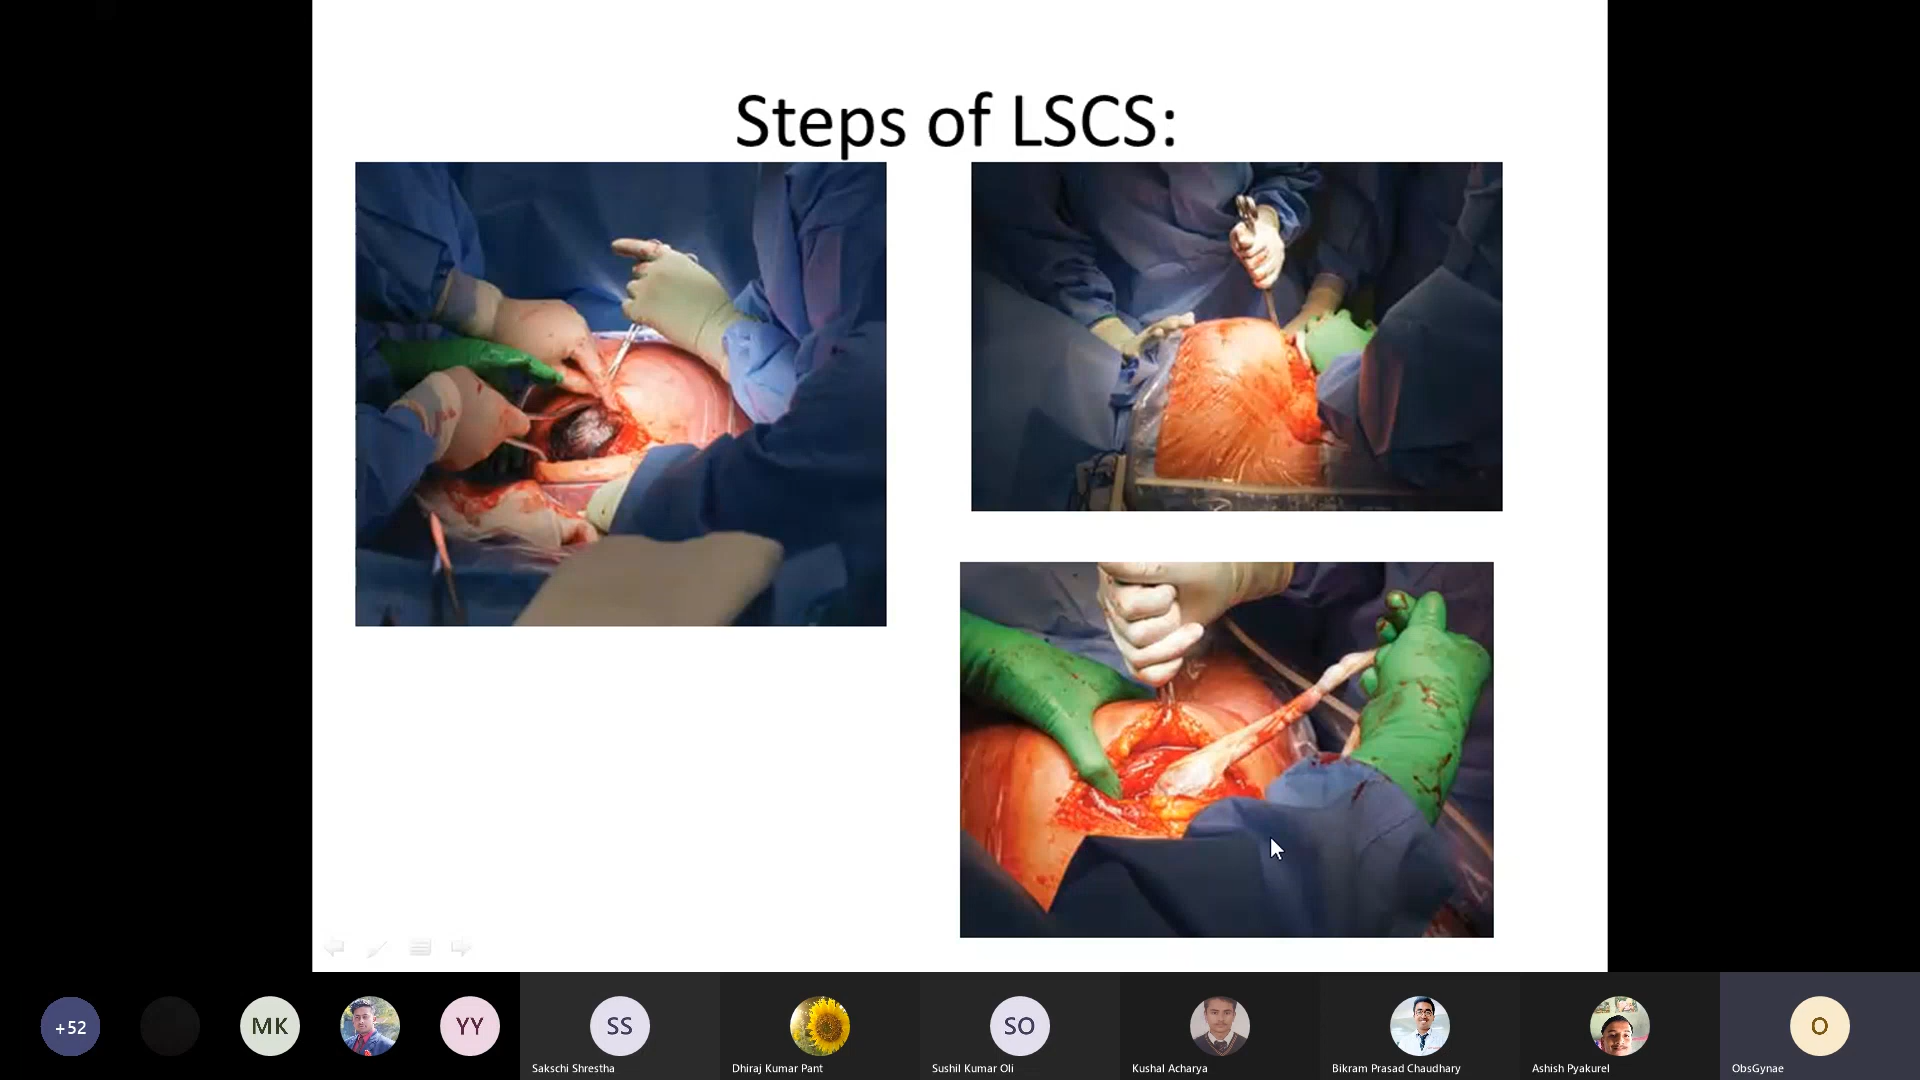 Steps of LSCS:
+52
MK
YY
SS
SO
O
Sakschi Shrestha
Dhiraj Kumar Pant
Sushil Kumar Oli
Kushal Acharya
Bikram Prasad Chaudhary
Ashish Pyakurel
ObsGynae